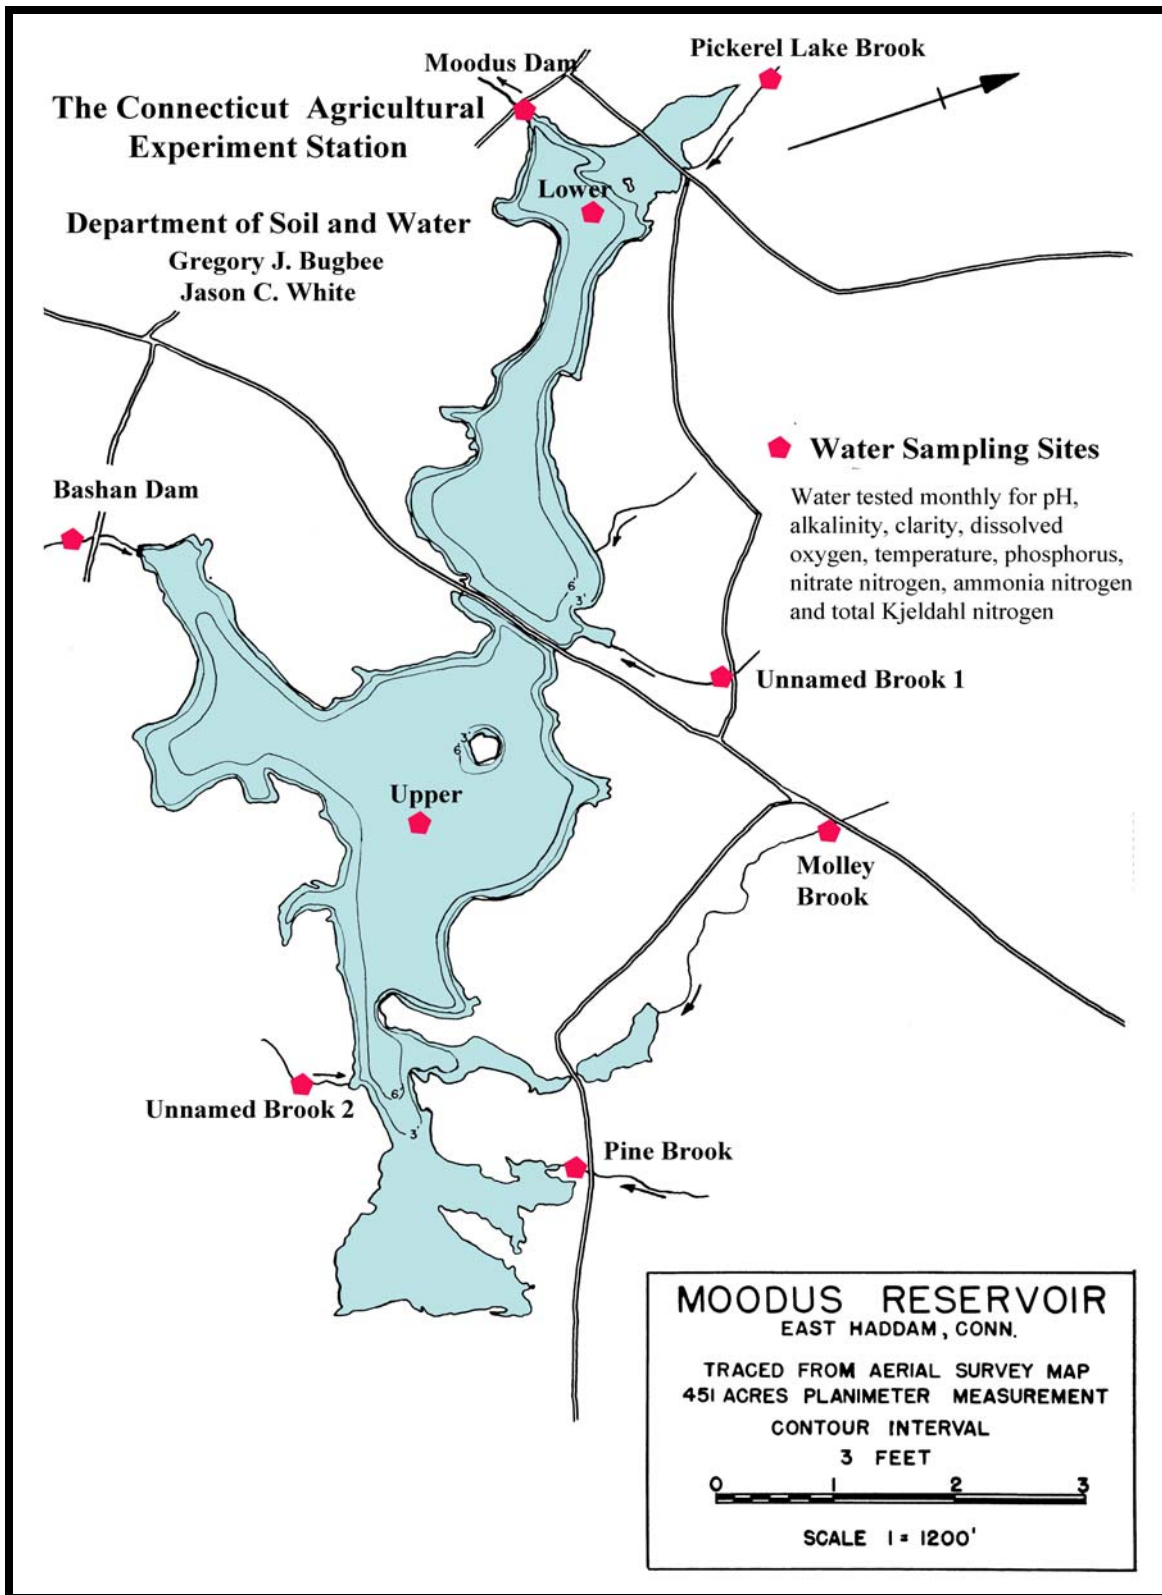 Pickerel Lake Brook
Moodus Dam
The Connecticut Agricultural
Experiment Station
Lower
Department of Soil and Water
Gregory J. Bugbee
Jason C. White
Water Sampling Sites
Bashan Dam
Water tested monthly for pH,
alkalinity, clarity, dissolved
oxygen, temperature, phosphorus,
nitrate nitrogen, ammonia nitrogen
and total Kjeldahl nitrogen
6'
3'
Unnamed Brook 1
3'
6'
Upper
Molley
Brook
6'
Unnamed Brook 2
3'
Pine Brook
MOODUS RESERVOIR
EAST HADDAM, CONN.
TRACED FROM AERIAL SURVEY MAP
451 ACRES PLANIMETER MEASUREMENT
CONTOUR INTERVAL
3 FEET
0 1 2 3
SCALE 1 = 1200'